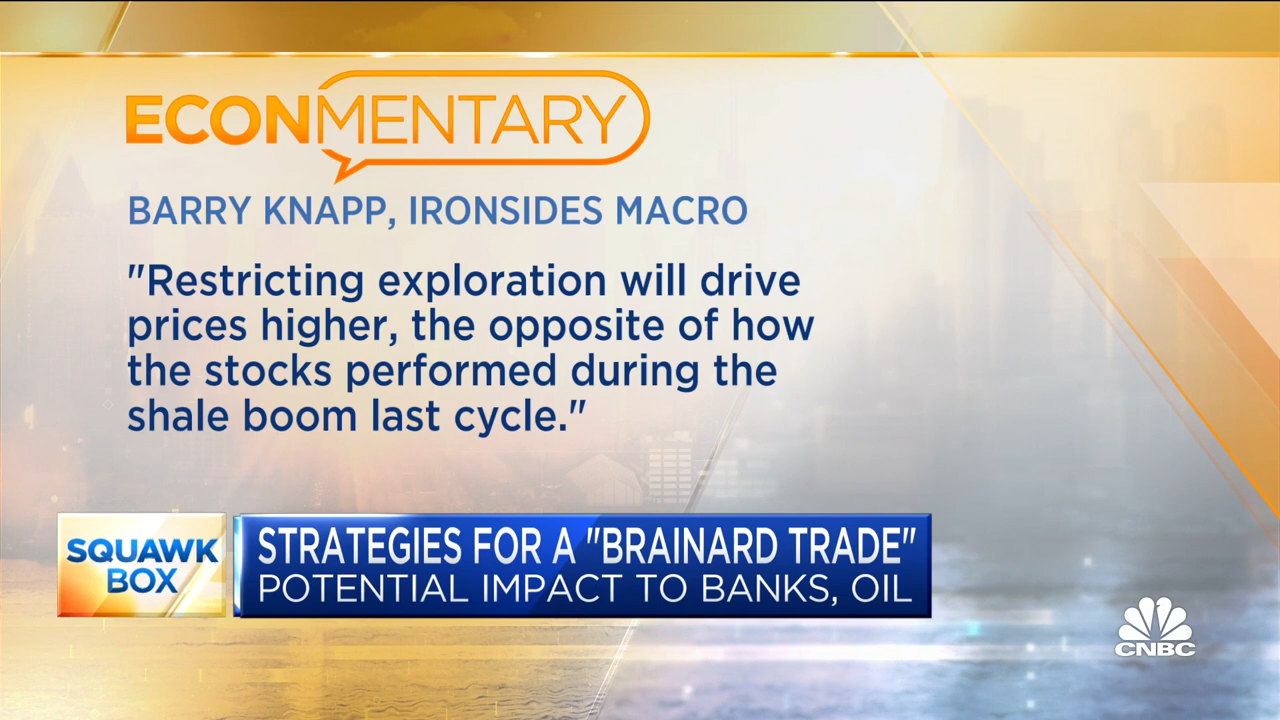 ECONMENTARY
BARRY KNAPP, IRONSIDES MACRO
"Restricting exploration will drive
prices higher, the opposite of how
the stocks performed during the
shale boom last cycle."
SQUAWK
BOX
STRATEGIES FOR A "BRAINARD TRADE"
POTENTIAL IMPACT TO BANKS, OIL
CNBC